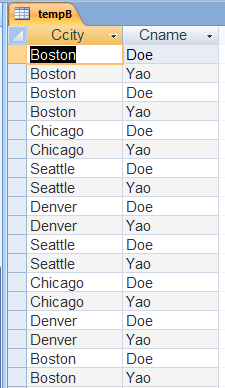 tempB
Ccity Cname
Boston Doe
Boston Yao
Boston Doe
Boston Yao
Chicago Doe
Chicago Yao
Seattle Doe
Seattle Yao
Denver Doe
Denver Yao
Seattle Doe
Seattle Yao
Chicago Doe
Chicago Yao
Denver Doe
Denver Yao
Boston Doe
Boston Yao